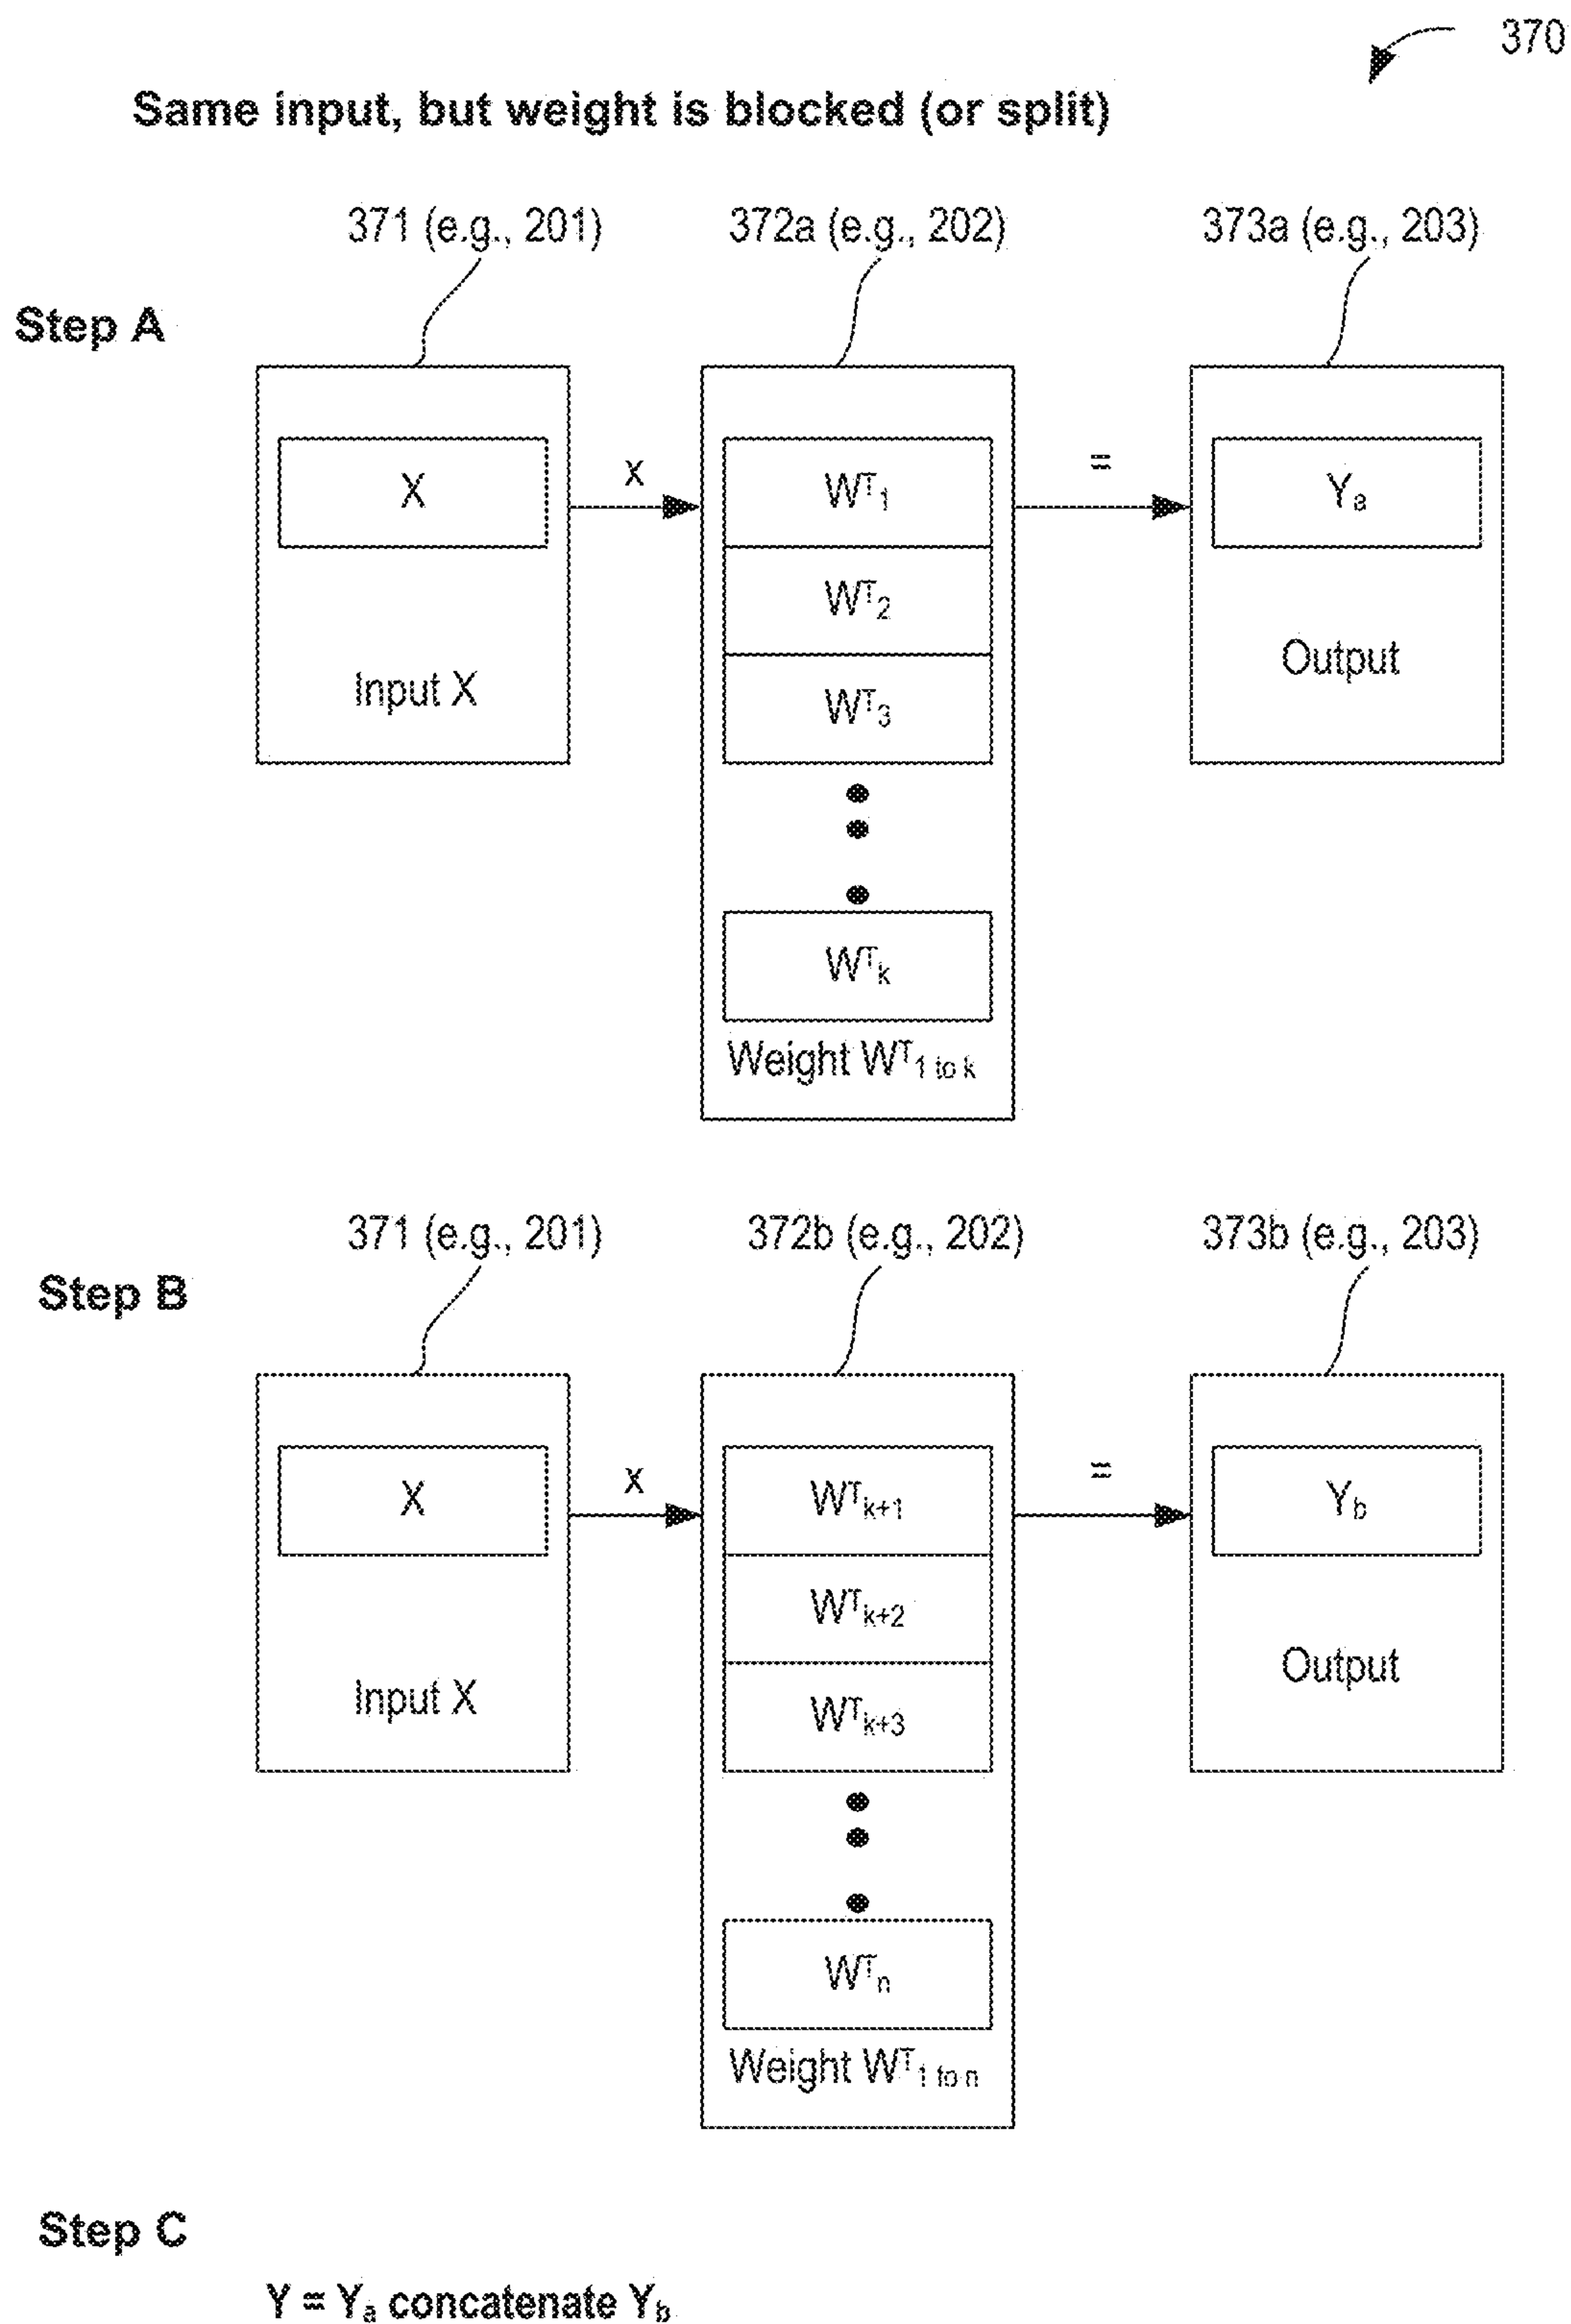 370
Same input, but weight is blocked (or split)
371 (e.g., 201) 372a (e.g., 202) 373a (e.g., 203)
Step A
X x Wᵀ₁ = Yₐ
Wᵀ₂
Wᵀ₃
Input X Output
Wᵀk
Weight Wᵀ1 to k
371 (e.g., 201) 372b (e.g., 202) 373b (e.g., 203)
Step B
X x Wᵀk+1 = Yb
Wᵀk+2
Wᵀk+3
Input X Output
Wᵀn
Weight Wᵀ1 to n
Step C
Y = Yₐ concatenate Yb